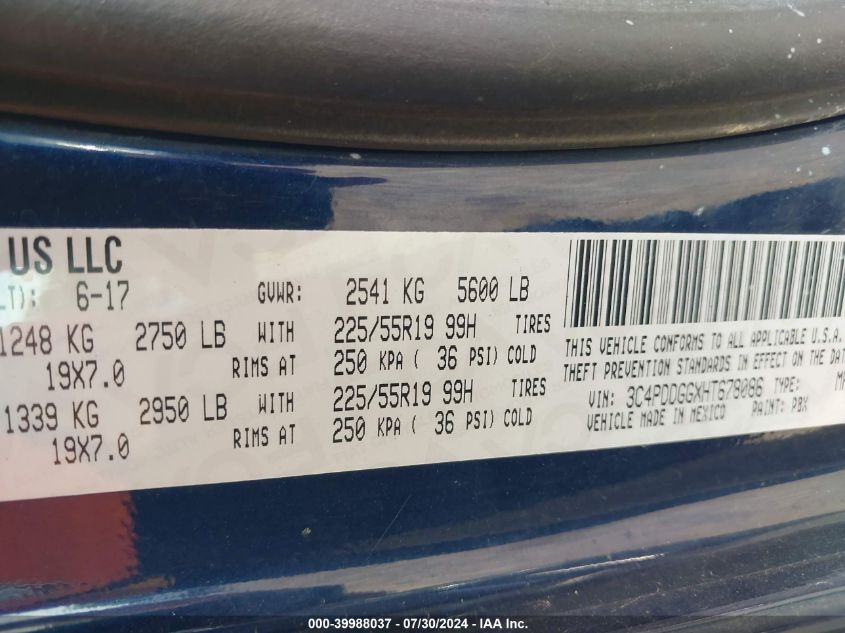 US LLC
LT): 6-17 GVWR: 2541 KG 5600 LB
1248 KG 2750 LB WITH 225/55R19 99H TIRES
19X7.0 RIMS AT 250 KPA ( 36 PSI) COLD
1339 KG 2950 LB WITH 225/55R19 99H TIRES
19X7.0 RIMS AT 250 KPA ( 36 PSI) COLD
THIS VEHICLE CONFORMS TO ALL APPLICABLE U.S.A.
THEFT PREVENTION STANDARDS IN EFFECT ON THE DAT
VIN: 3C4PDDGGXHT678086 TYPE: MP
VEHICLE MADE IN MEXICO PAINT: PBX
000-39988037 - 07/30/2024 - IAA Inc.